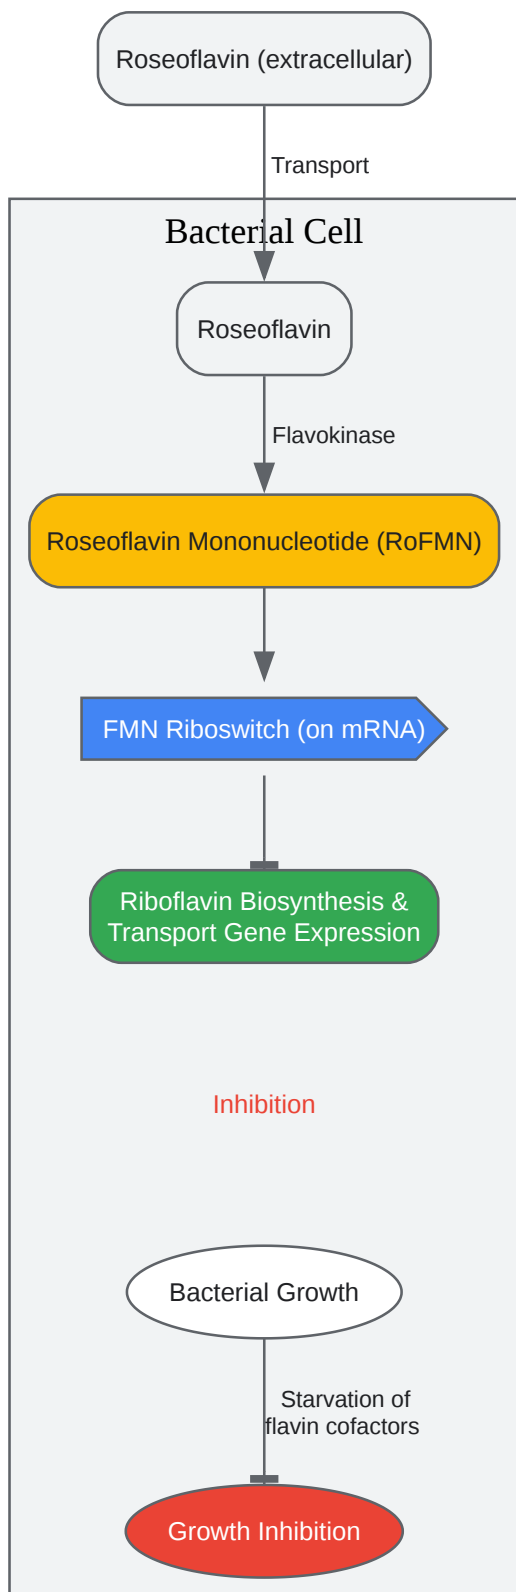 Roseoflavin (extracellular)
Transport
Bacterial Cell
Roseoflavin
Flavokinase
Roseoflavin Mononucleotide (RoFMN)
FMN Riboswitch (on mRNA)
Riboflavin Biosynthesis &
Transport Gene Expression
Inhibition
Bacterial Growth
Starvation of
flavin cofactors
Growth Inhibition